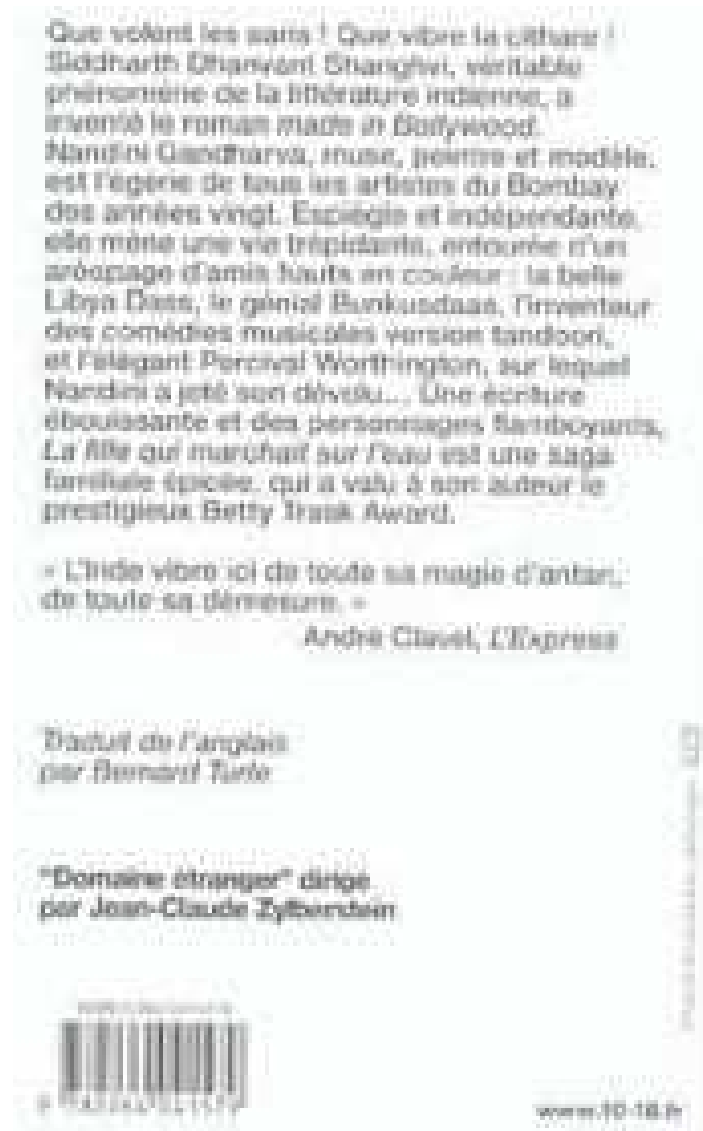 Que volent les saris ! Que vibre la cithare !
Siddharth Dhanvant Shanghvi, véritable
phénomène de la littérature indienne, a
inventé le roman made in Bollywood.
Nandini Gandharva, muse, peintre et modèle,
est l'égérie de tous les artistes du Bombay
des années vingt. Espiègle et indépendante,
elle mène une vie trépidante, entourée d'un
aréopage d'amis hauts en couleur : la belle
Libya Dass, le génial Bunkusdaas, l'inventeur
des comédies musicales version tandoori,
et l'élégant Percival Worthington, sur lequel
Nandini a jeté son dévolu... Une écriture
éblouissante et des personnages flamboyants,
La fille qui marchait sur l'eau est une saga
familiale épicée, qui a valu à son auteur le
prestigieux Betty Trask Award.
« L'Inde vibre ici de toute sa magie d'antan,
de toute sa démesure. »
André Clavel, L'Express
Traduit de l'anglais
par Bernard Turle
"Domaine étranger" dirigé
par Jean-Claude Zylberstein
www.10-18.fr